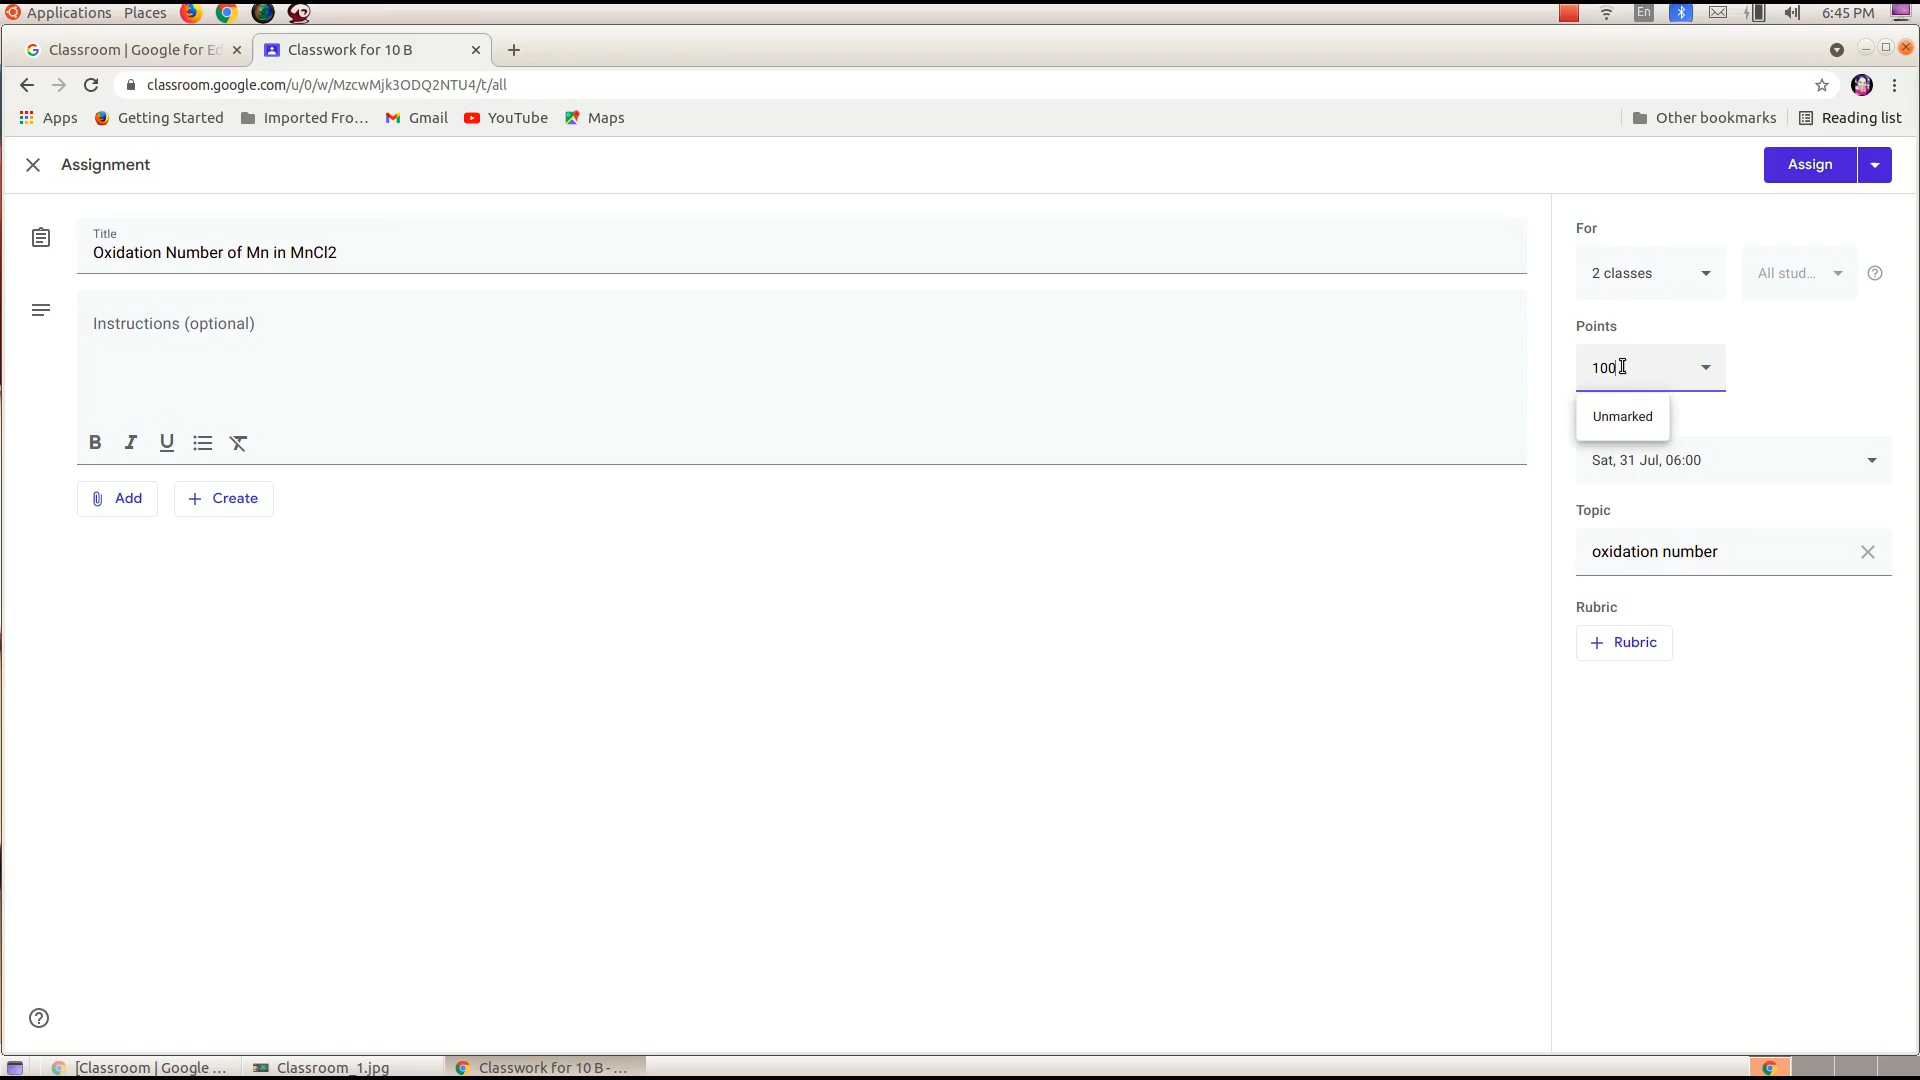 Applications Places En 6:45 PM
Classroom | Google for Ed Classwork for 10 B
classroom.google.com/u/0/w/MzcwMjk3ODQ2NTU4/t/all
Apps Getting Started Imported Fro... Gmail YouTube Maps Other bookmarks Reading list
Assignment Assign
Title
Oxidation Number of Mn in MnCl2
Instructions (optional)
B I U
Add Create
For
2 classes All stud...
Points
100
Unmarked
Sat, 31 Jul, 06:00
Topic
oxidation number
Rubric
Rubric
[Classroom | Google ... Classroom_1.jpg Classwork for 10 B - ...